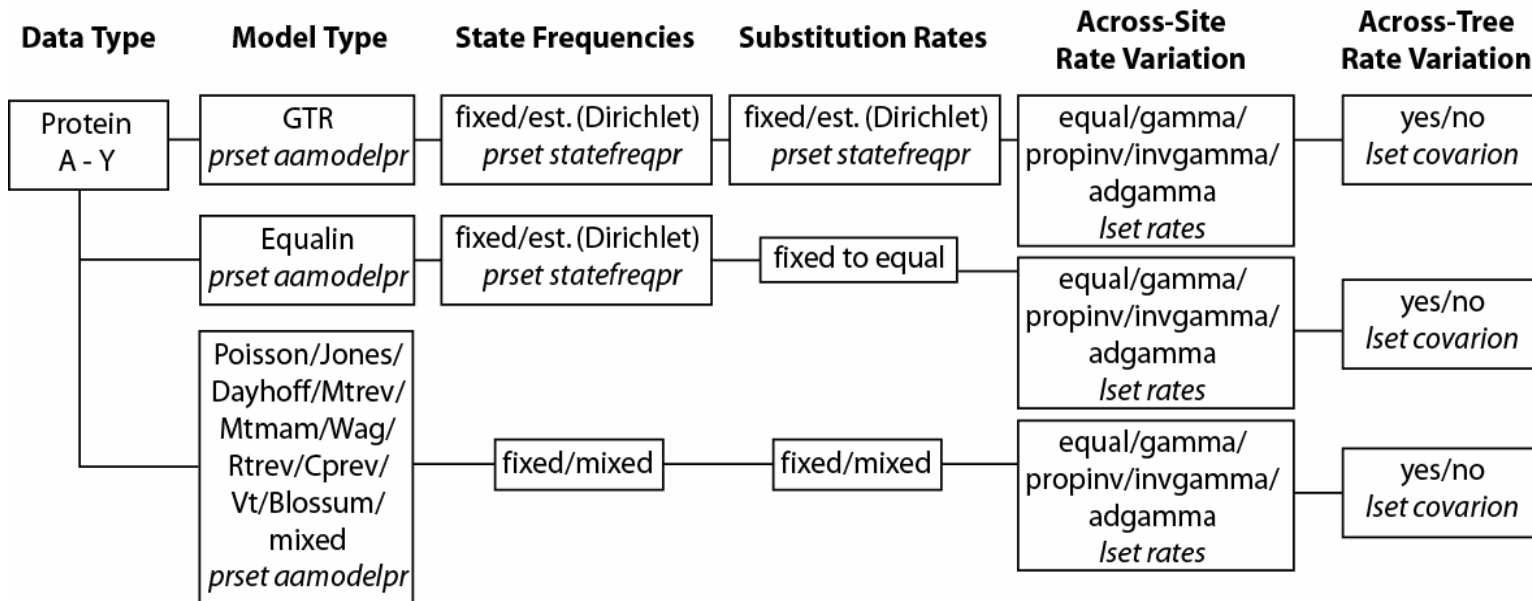 Data Type
Model Type
State Frequencies
Substitution Rates
Across-Site
Rate Variation
Across-Tree
Rate Variation
Protein
A - Y
GTR
prset aamodelpr
fixed/est. (Dirichlet)
prset statefreqpr
fixed/est. (Dirichlet)
prset statefreqpr
equal/gamma/
propinv/invgamma/
adgamma
lset rates
yes/no
lset covarion
Equalin
prset aamodelpr
fixed/est. (Dirichlet)
prset statefreqpr
fixed to equal
equal/gamma/
propinv/invgamma/
adgamma
lset rates
yes/no
lset covarion
Poisson/Jones/
Dayhoff/Mtrev/
Mtmam/Wag/
Rtrev/Cprev/
Vt/Blossum/
mixed
prset aamodelpr
fixed/mixed
fixed/mixed
equal/gamma/
propinv/invgamma/
adgamma
lset rates
yes/no
lset covarion